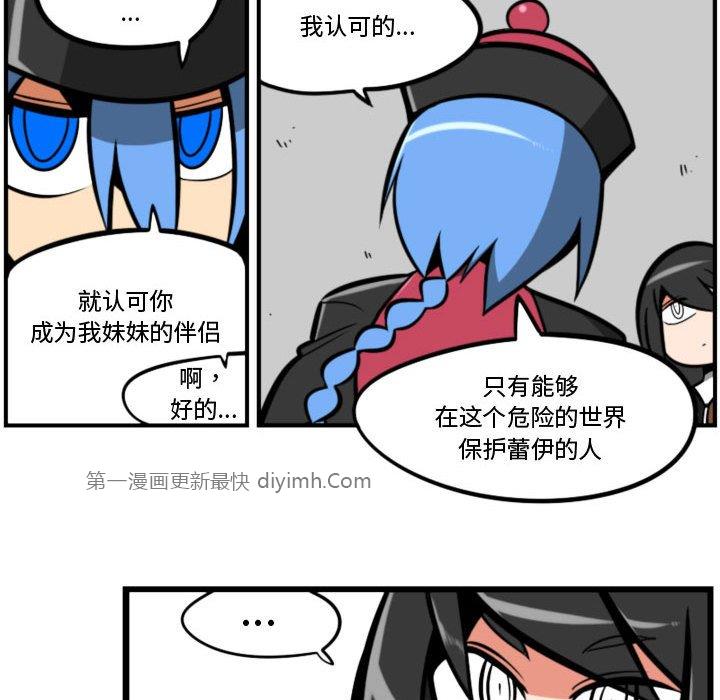 ...
就认可你
成为我妹妹的伴侣
啊，
好的...
我认可的...
只有能够
在这个危险的世界
保护蕾伊的人
第一漫画更新最快 diyimh.Com
...